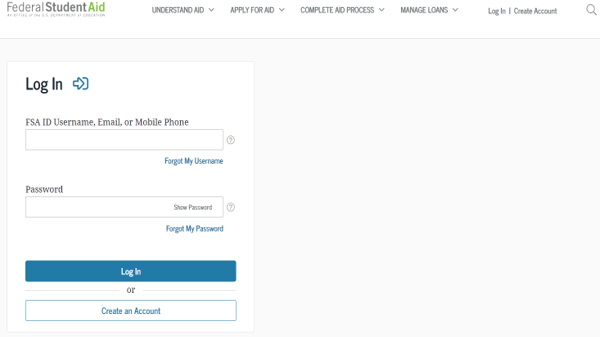 Federal Student Aid
AN OFFICE OF THE U.S. DEPARTMENT OF EDUCATION
UNDERSTAND AID
APPLY FOR AID
COMPLETE AID PROCESS
MANAGE LOANS
Log In | Create Account
Log In
FSA ID Username, Email, or Mobile Phone
?
Forgot My Username
Password
Show Password
?
Forgot My Password
Log In
or
Create an Account